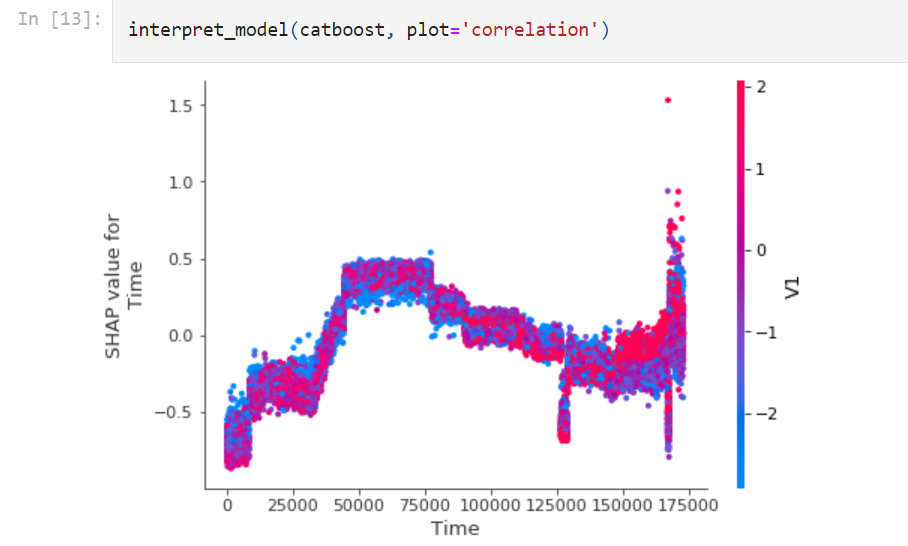 In [13]:
interpret_model(catboost, plot='correlation')
1.5
1.0
0.5
0.0
−0.5
SHAP value for
Time
0 25000 50000 75000 100000 125000 150000 175000
Time
2
1
0
−1
−2
V1